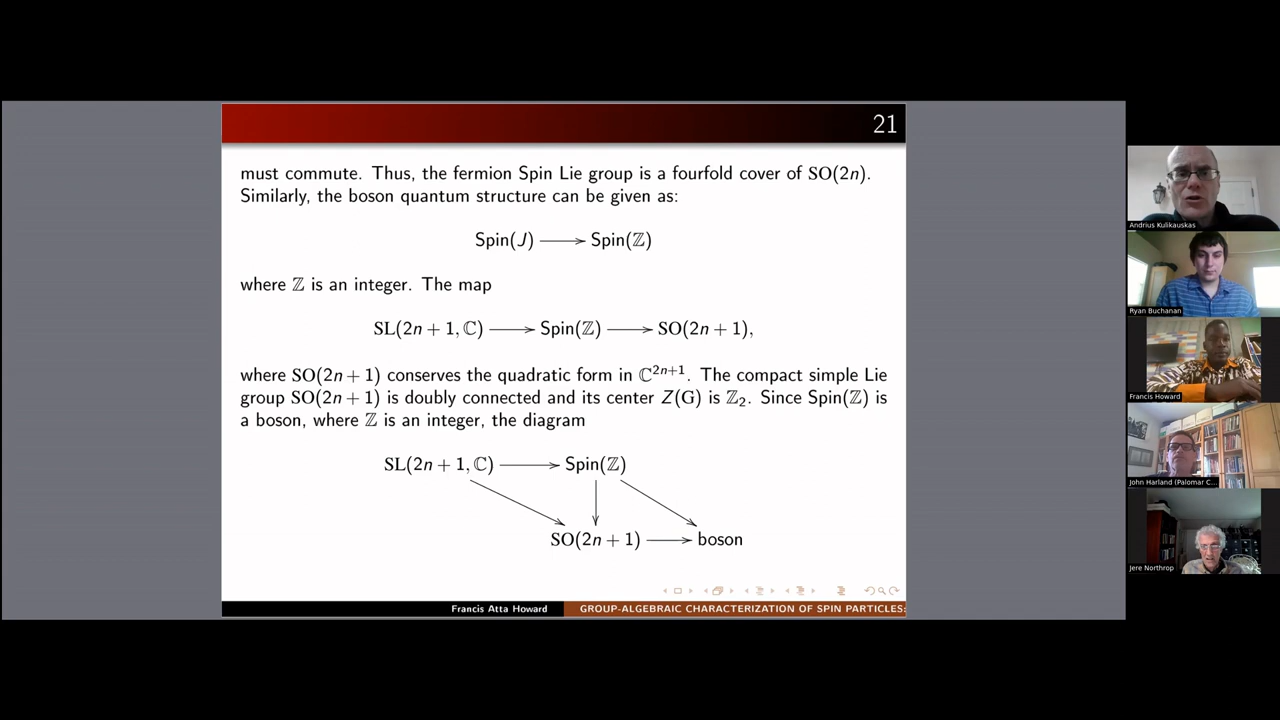 21
must commute. Thus, the fermion Spin Lie group is a fourfold cover of SO(2n).
Similarly, the boson quantum structure can be given as:
Spin(J) ⟶ Spin(ℤ)
where ℤ is an integer. The map
SL(2n + 1, ℂ) ⟶ Spin(ℤ) ⟶ SO(2n + 1),
where SO(2n + 1) conserves the quadratic form in ℂ²ⁿ⁺¹. The compact simple Lie
group SO(2n + 1) is doubly connected and its center Z(G) is ℤ₂. Since Spin(ℤ) is
a boson, where ℤ is an integer, the diagram
SL(2n + 1, ℂ) ⟶ Spin(ℤ)
SO(2n + 1) ⟶ boson
Francis Atta Howard GROUP-ALGEBRAIC CHARACTERIZATION OF SPIN PARTICLES:
Andrius Kulikauskas
Ryan Buchanan
Francis Howard
John Harland (Palomar C...
Jere Northrop